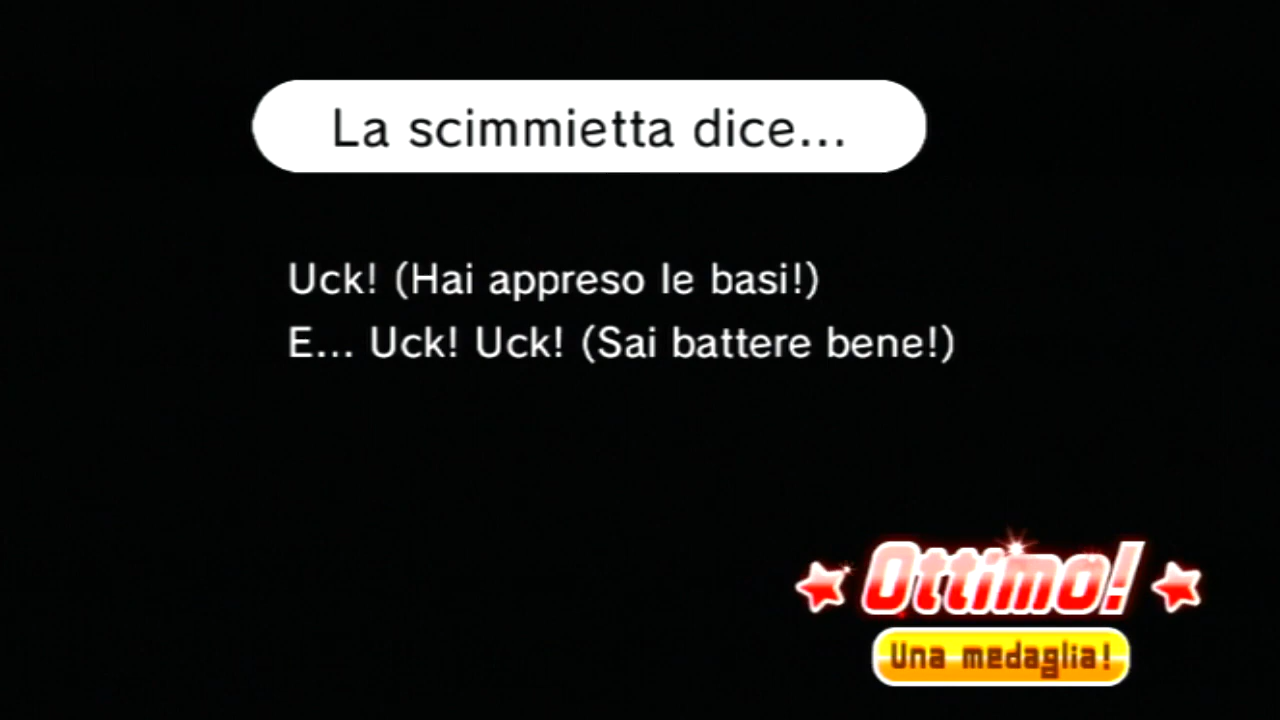 La scimmietta dice...
Uck! (Hai appreso le basi!)
E... Uck! Uck! (Sai battere bene!)
Ottimo!
Una medaglia!